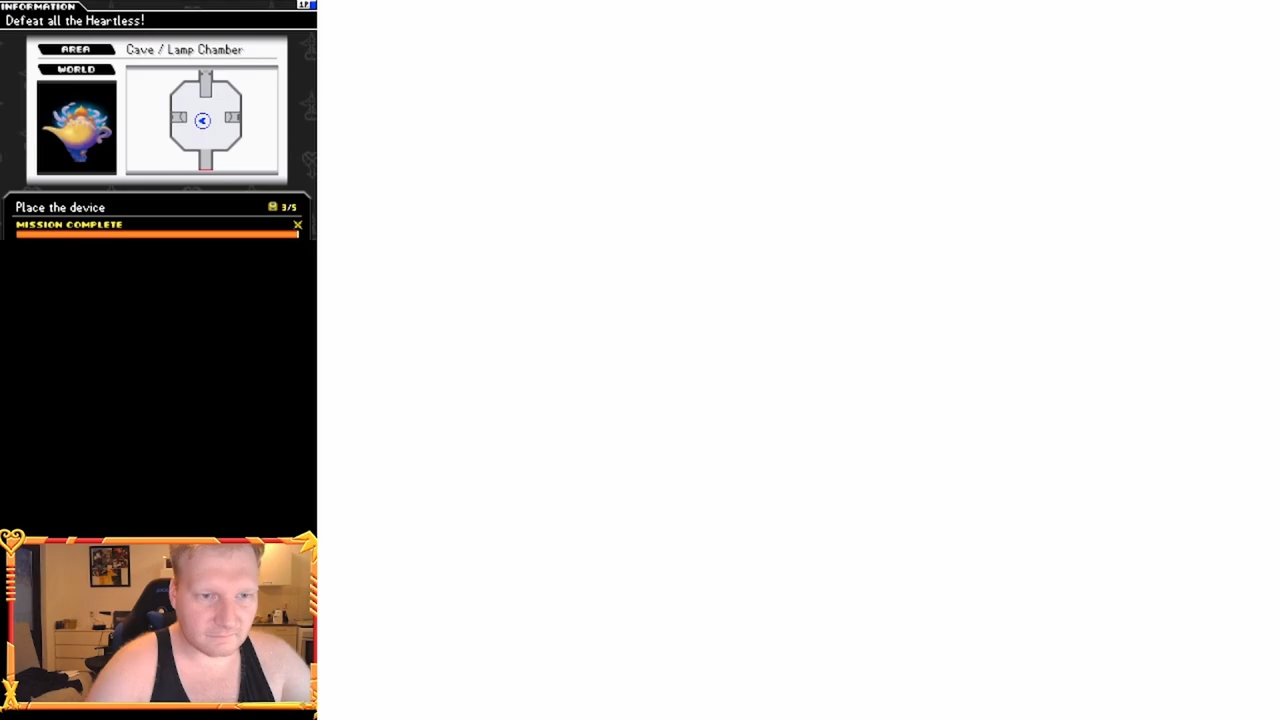 INFORMATION
Defeat all the Heartless!
AREA Cave / Lamp Chamber
WORLD
Place the device 3/5
MISSION COMPLETE